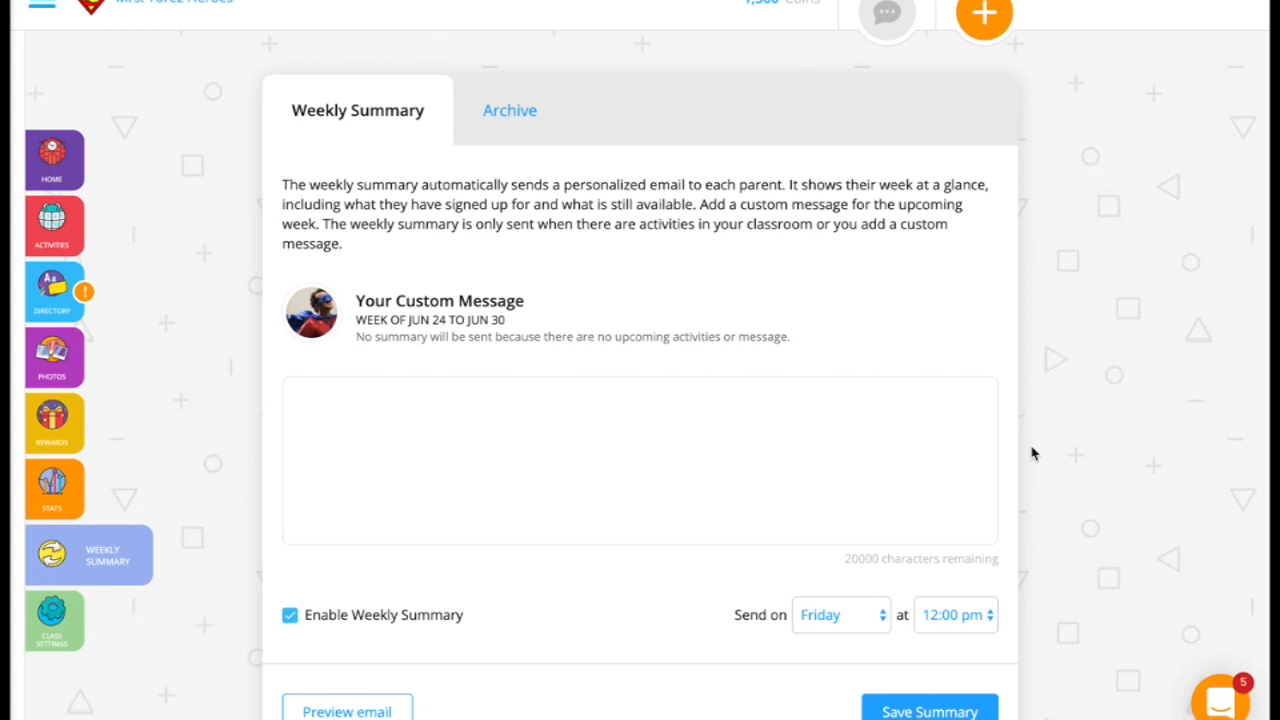 Coins
Weekly Summary
Archive
The weekly summary automatically sends a personalized email to each parent. It shows their week at a glance,
including what they have signed up for and what is still available. Add a custom message for the upcoming
week. The weekly summary is only sent when there are activities in your classroom or you add a custom
message.
Your Custom Message
WEEK OF JUN 24 TO JUN 30
No summary will be sent because there are no upcoming activities or message.
20000 characters remaining
Enable Weekly Summary
Send on Friday at 12:00 pm
Preview email
Save Summary
HOME
ACTIVITIES
Aa
!
DIRECTORY
PHOTOS
REWARDS
STATS
WEEKLY
SUMMARY
CLASS
SETTINGS
5